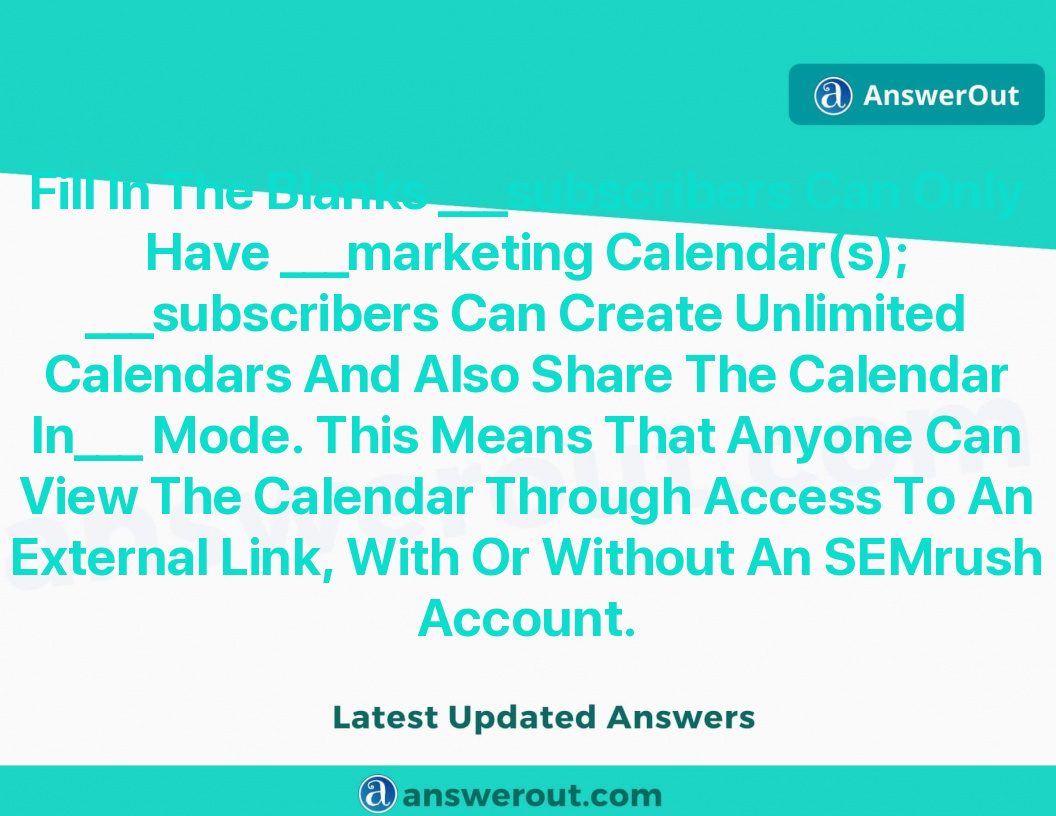 AnswerOut
Fill In The Blanks ___subscribers Can Only
Have ___marketing Calendar(s);
___subscribers Can Create Unlimited
Calendars And Also Share The Calendar
In___ Mode. This Means That Anyone Can
View The Calendar Through Access To An
External Link, With Or Without An SEMrush
Account.
answerout.com
Latest Updated Answers
answerout.com